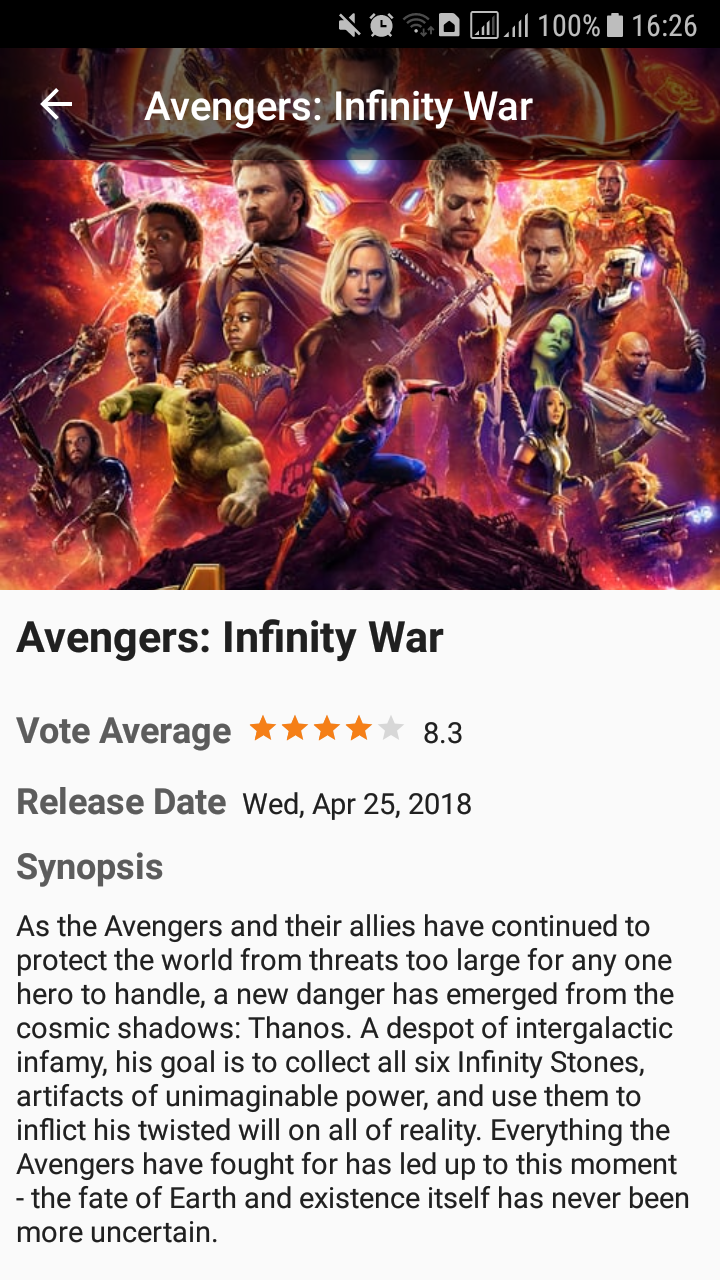 100% 16:26
Avengers: Infinity War
Avengers: Infinity War
Vote Average 8.3
Release Date Wed, Apr 25, 2018
Synopsis
As the Avengers and their allies have continued to
protect the world from threats too large for any one
hero to handle, a new danger has emerged from the
cosmic shadows: Thanos. A despot of intergalactic
infamy, his goal is to collect all six Infinity Stones,
artifacts of unimaginable power, and use them to
inflict his twisted will on all of reality. Everything the
Avengers have fought for has led up to this moment
- the fate of Earth and existence itself has never been
more uncertain.